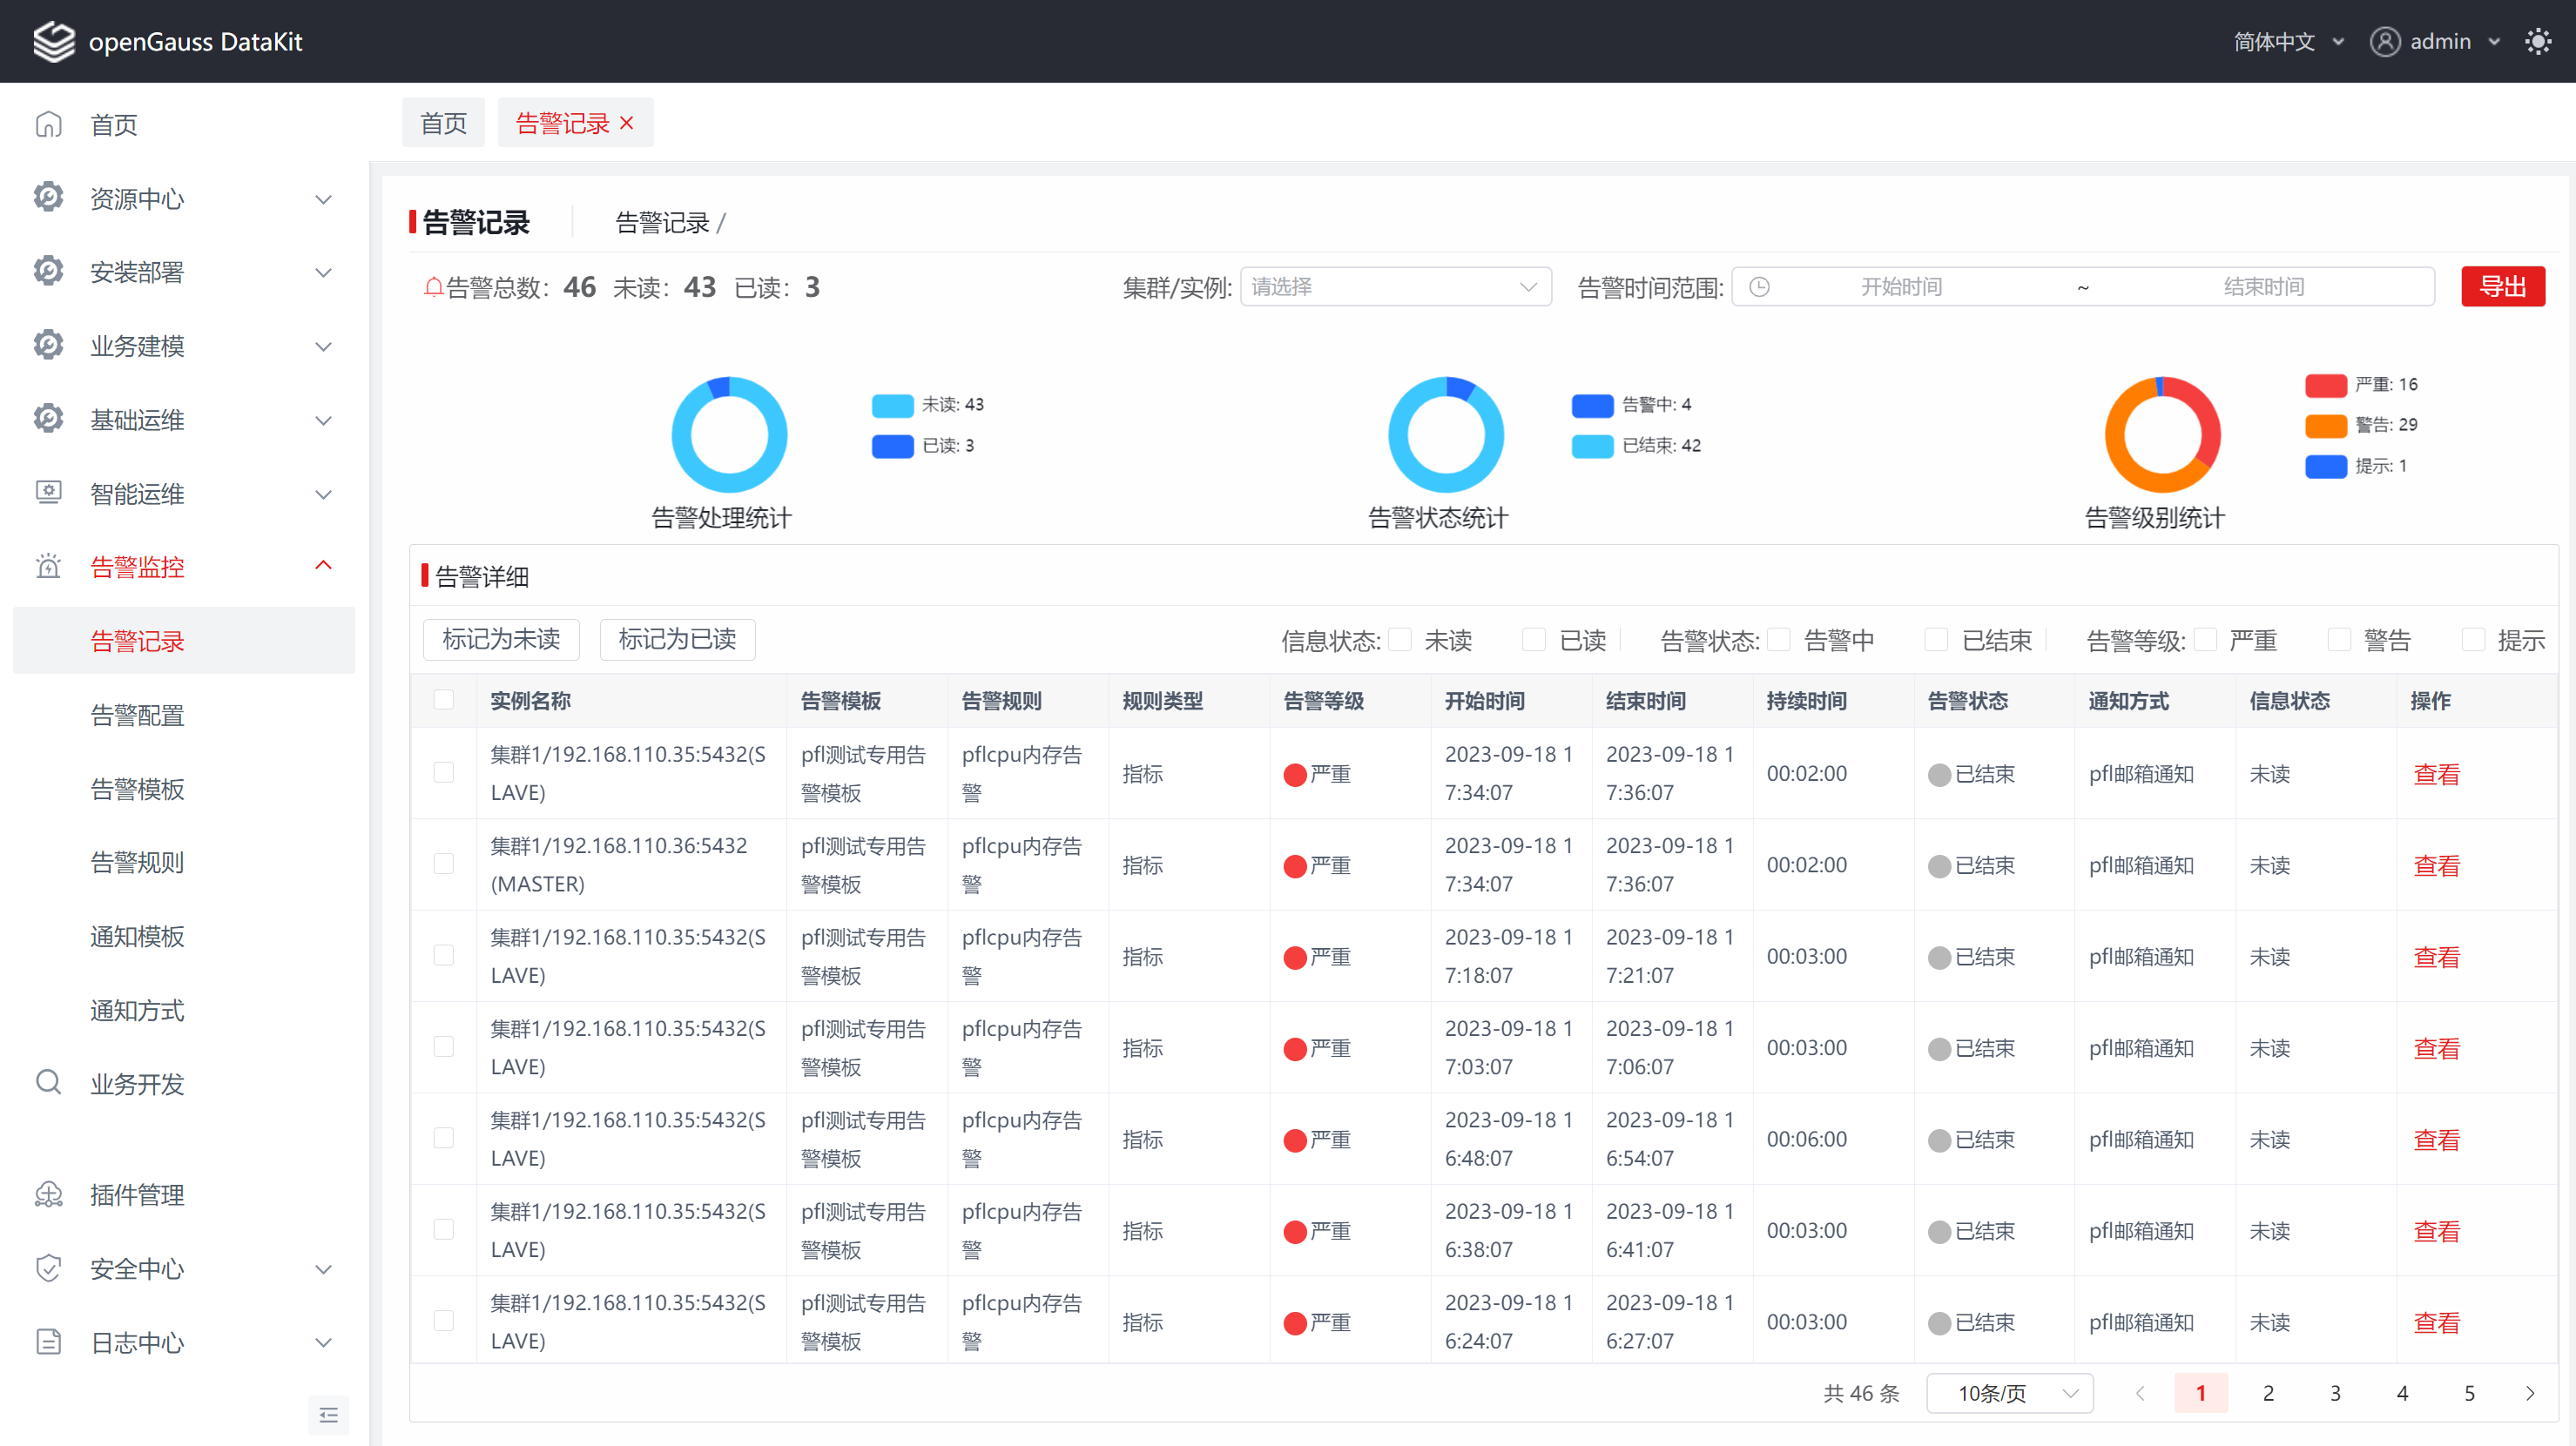 openGauss DataKit
简体中文
admin
首页
资源中心
安装部署
业务建模
基础运维
智能运维
告警监控
告警记录
告警配置
告警模板
告警规则
通知模板
通知方式
业务开发
插件管理
安全中心
日志中心
首页 告警记录 ×
告警记录 告警记录 /
告警总数: 46 未读: 43 已读: 3 集群/实例: 请选择 告警时间范围: 开始时间 ~ 结束时间 导出
未读: 43
已读: 3
告警处理统计
告警中: 4
已结束: 42
告警状态统计
严重: 16
警告: 29
提示: 1
告警级别统计
告警详细
标记为未读 标记为已读 信息状态: 未读 已读 告警状态: 告警中 已结束 告警等级: 严重 警告 提示
实例名称 告警模板 告警规则 规则类型 告警等级 开始时间 结束时间 持续时间 告警状态 通知方式 信息状态 操作
集群1/192.168.110.35:5432(S pfl测试专用告 pflcpu内存告 指标 严重 2023-09-18 1 2023-09-18 1 00:02:00 已结束 pfl邮箱通知 未读 查看
LAVE) 警模板 警 7:34:07 7:36:07
集群1/192.168.110.36:5432 pfl测试专用告 pflcpu内存告 指标 严重 2023-09-18 1 2023-09-18 1 00:02:00 已结束 pfl邮箱通知 未读 查看
(MASTER) 警模板 警 7:34:07 7:36:07
集群1/192.168.110.35:5432(S pfl测试专用告 pflcpu内存告 指标 严重 2023-09-18 1 2023-09-18 1 00:03:00 已结束 pfl邮箱通知 未读 查看
LAVE) 警模板 警 7:18:07 7:21:07
集群1/192.168.110.35:5432(S pfl测试专用告 pflcpu内存告 指标 严重 2023-09-18 1 2023-09-18 1 00:03:00 已结束 pfl邮箱通知 未读 查看
LAVE) 警模板 警 7:03:07 7:06:07
集群1/192.168.110.35:5432(S pfl测试专用告 pflcpu内存告 指标 严重 2023-09-18 1 2023-09-18 1 00:06:00 已结束 pfl邮箱通知 未读 查看
LAVE) 警模板 警 6:48:07 6:54:07
集群1/192.168.110.35:5432(S pfl测试专用告 pflcpu内存告 指标 严重 2023-09-18 1 2023-09-18 1 00:03:00 已结束 pfl邮箱通知 未读 查看
LAVE) 警模板 警 6:38:07 6:41:07
集群1/192.168.110.35:5432(S pfl测试专用告 pflcpu内存告 指标 严重 2023-09-18 1 2023-09-18 1 00:03:00 已结束 pfl邮箱通知 未读 查看
LAVE) 警模板 警 6:24:07 6:27:07
共 46 条 10条/页 1 2 3 4 5